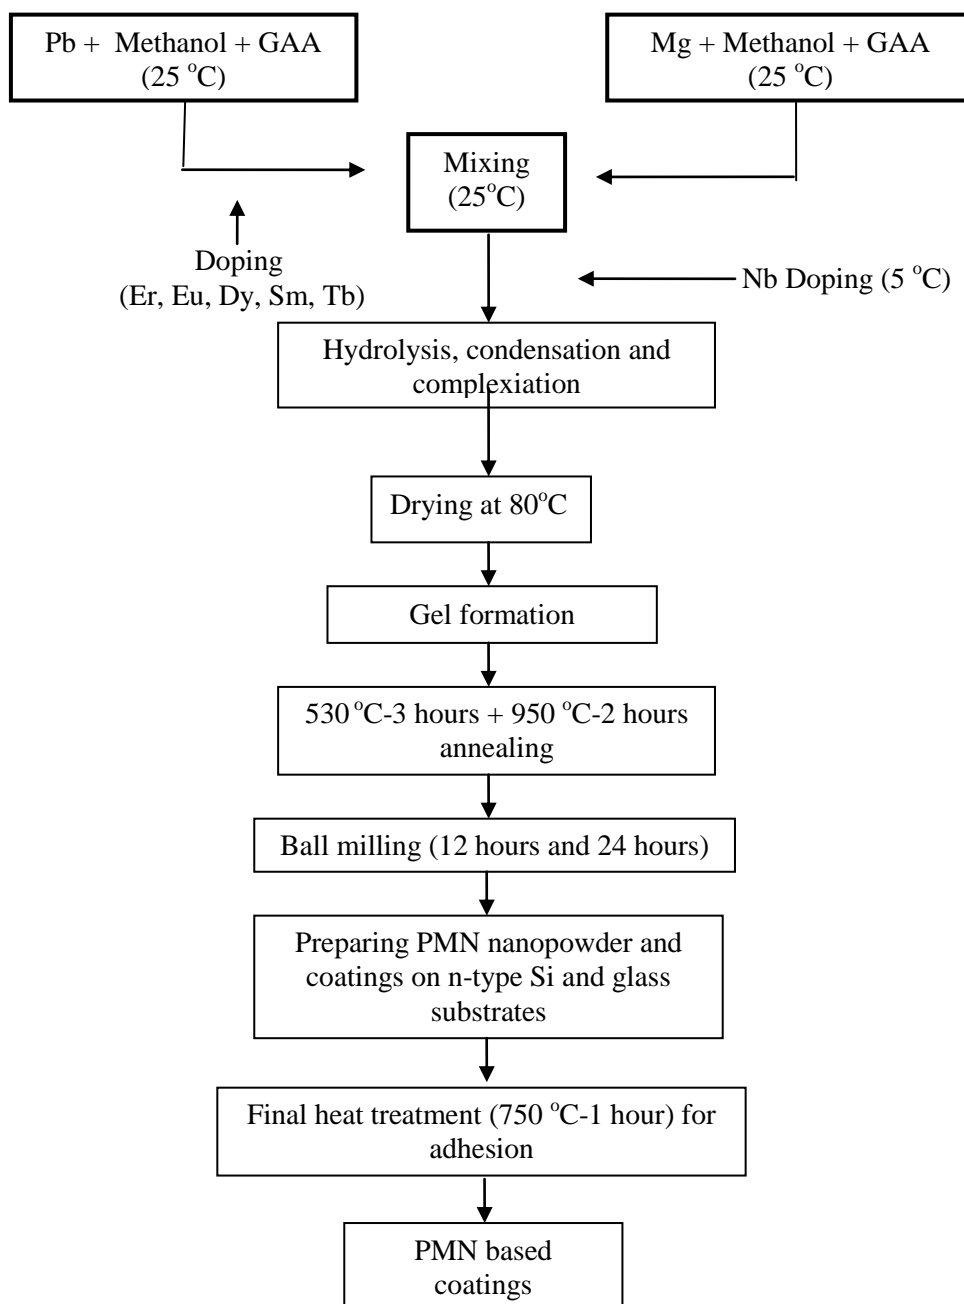 Pb + Methanol + GAA
(25 °C)
Mg + Methanol + GAA
(25 °C)
Mixing
(25°C)
Doping
(Er, Eu, Dy, Sm, Tb)
Nb Doping (5 °C)
Hydrolysis, condensation and
complexiation
Drying at 80°C
Gel formation
530 °C-3 hours + 950 °C-2 hours
annealing
Ball milling (12 hours and 24 hours)
Preparing PMN nanopowder and
coatings on n-type Si and glass
substrates
Final heat treatment (750 °C-1 hour) for
adhesion
PMN based
coatings